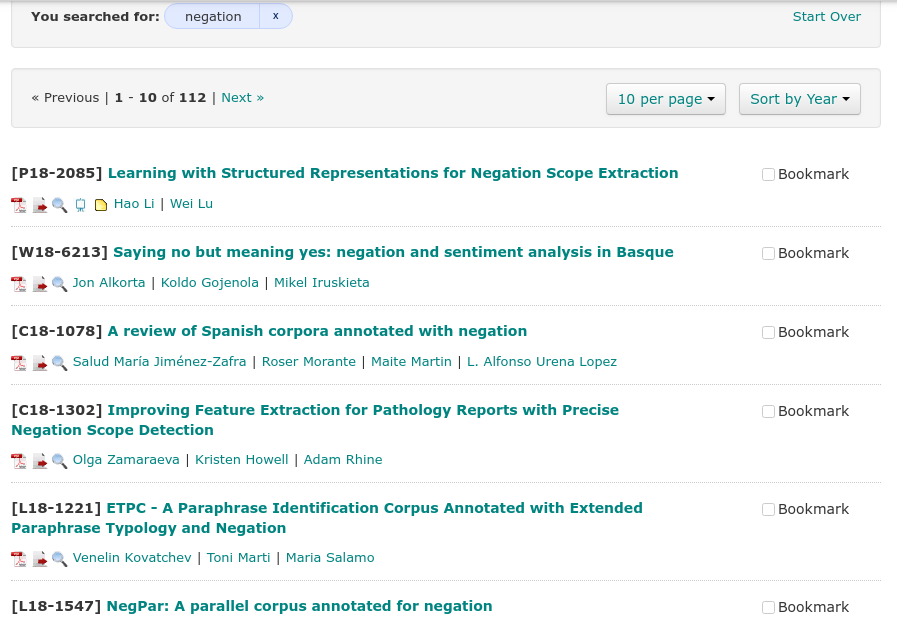 You searched for: negation x Start Over
« Previous | 1 - 10 of 112 | Next » 10 per page Sort by Year
[P18-2085] Learning with Structured Representations for Negation Scope Extraction Bookmark
Hao Li | Wei Lu
[W18-6213] Saying no but meaning yes: negation and sentiment analysis in Basque Bookmark
Jon Alkorta | Koldo Gojenola | Mikel Iruskieta
[C18-1078] A review of Spanish corpora annotated with negation Bookmark
Salud María Jiménez-Zafra | Roser Morante | Maite Martin | L. Alfonso Urena Lopez
[C18-1302] Improving Feature Extraction for Pathology Reports with Precise Bookmark
Negation Scope Detection
Olga Zamaraeva | Kristen Howell | Adam Rhine
[L18-1221] ETPC - A Paraphrase Identification Corpus Annotated with Extended Bookmark
Paraphrase Typology and Negation
Venelin Kovatchev | Toni Marti | Maria Salamo
[L18-1547] NegPar: A parallel corpus annotated for negation Bookmark